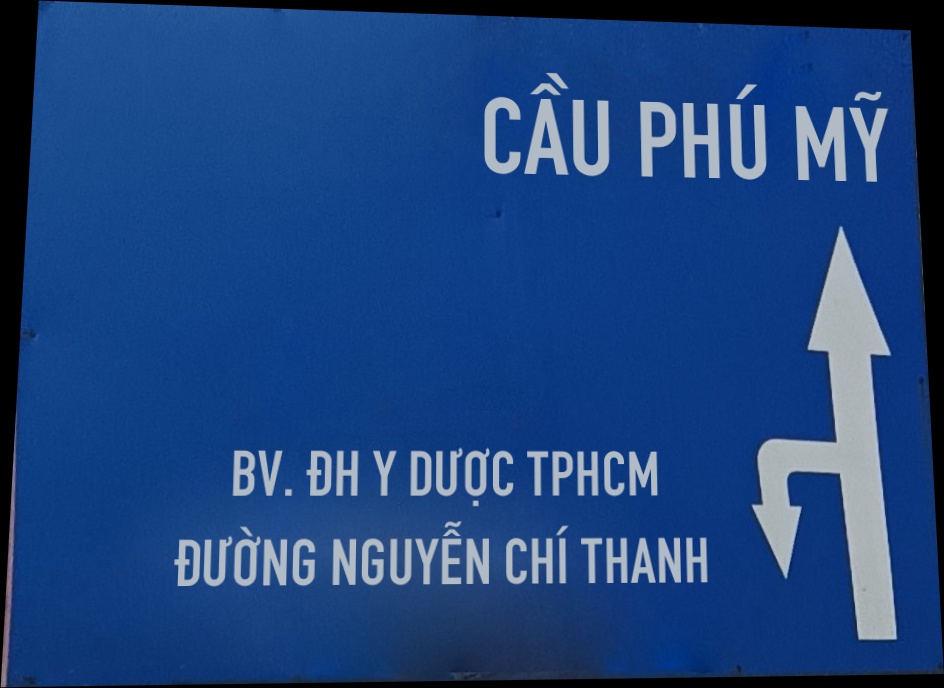 CẦU PHÚ MỸ
BV. ĐH Y DƯỢC TPHCM
ĐƯỜNG NGUYỄN CHÍ THANH